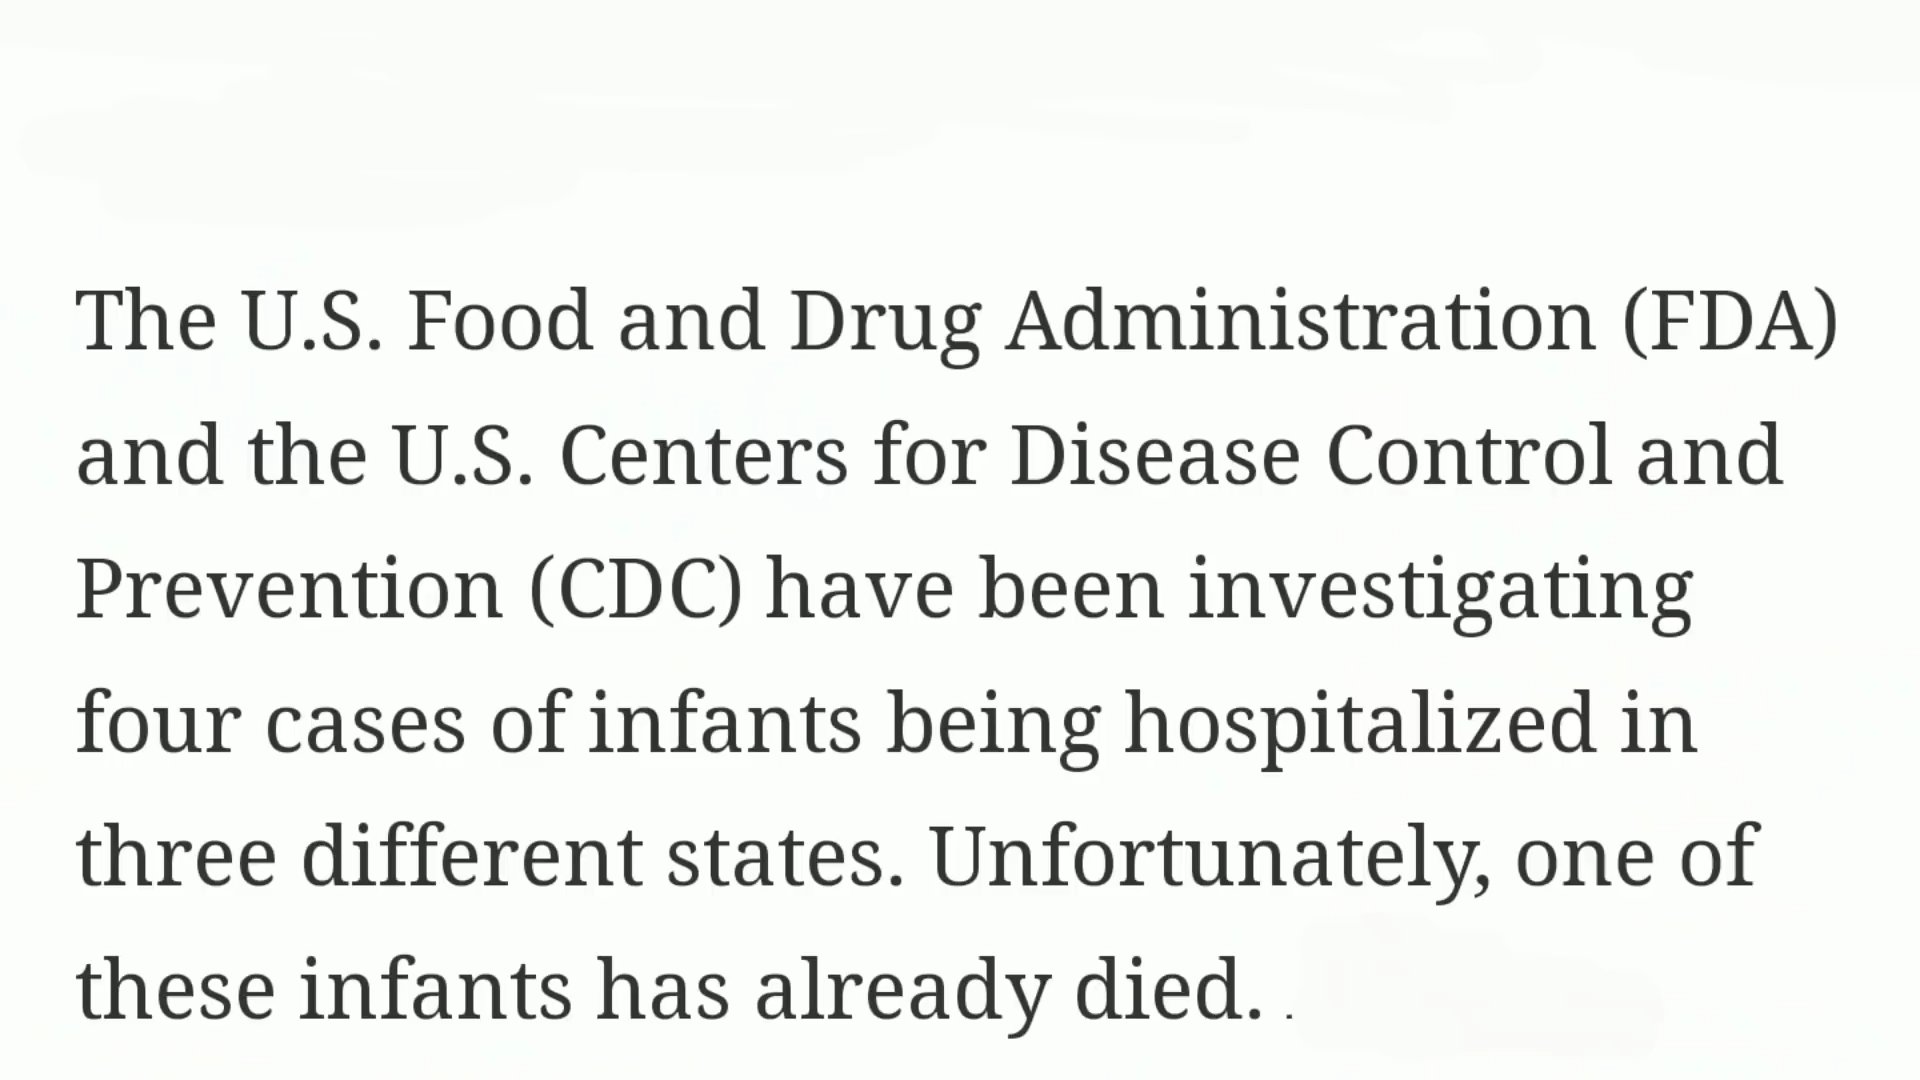 The U.S. Food and Drug Administration (FDA)
and the U.S. Centers for Disease Control and
Prevention (CDC) have been investigating
four cases of infants being hospitalized in
three different states. Unfortunately, one of
these infants has already died. .